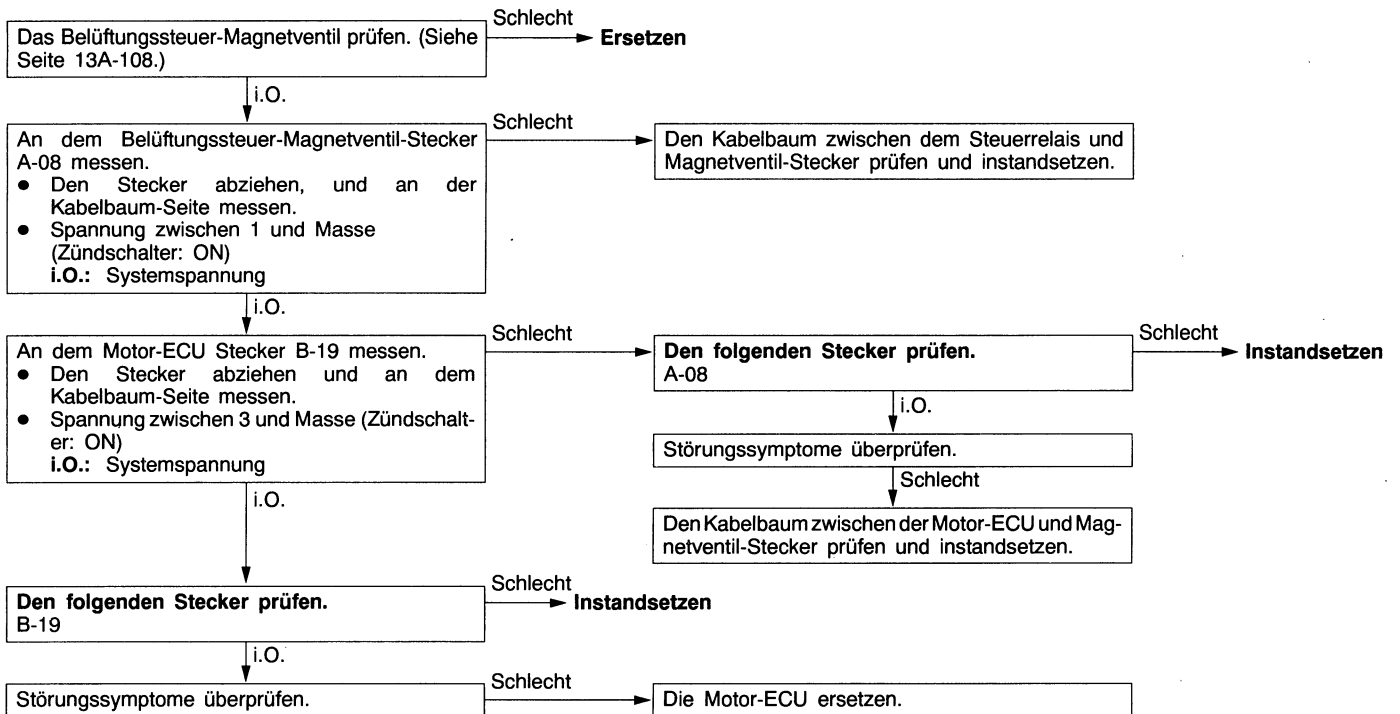 Das Belüftungssteuer-Magnetventil prüfen. (Siehe
Seite 13A-108.)
Schlecht
Ersetzen
i.O.
An dem Belüftungssteuer-Magnetventil-Stecker
A-08 messen.
● Den Stecker abziehen, und an der
Kabelbaum-Seite messen.
● Spannung zwischen 1 und Masse
(Zündschalter: ON)
i.O.: Systemspannung
Schlecht
Den Kabelbaum zwischen dem Steuerrelais und
Magnetventil-Stecker prüfen und instandsetzen.
i.O.
An dem Motor-ECU Stecker B-19 messen.
● Den Stecker abziehen und an dem
Kabelbaum-Seite messen.
● Spannung zwischen 3 und Masse (Zündschalt-
er: ON)
i.O.: Systemspannung
Schlecht
Den folgenden Stecker prüfen.
A-08
Schlecht
Instandsetzen
i.O.
Störungssymptome überprüfen.
Schlecht
Den Kabelbaum zwischen der Motor-ECU und Mag-
netventil-Stecker prüfen und instandsetzen.
i.O.
Den folgenden Stecker prüfen.
B-19
Schlecht
Instandsetzen
i.O.
Störungssymptome überprüfen.
Schlecht
Die Motor-ECU ersetzen.